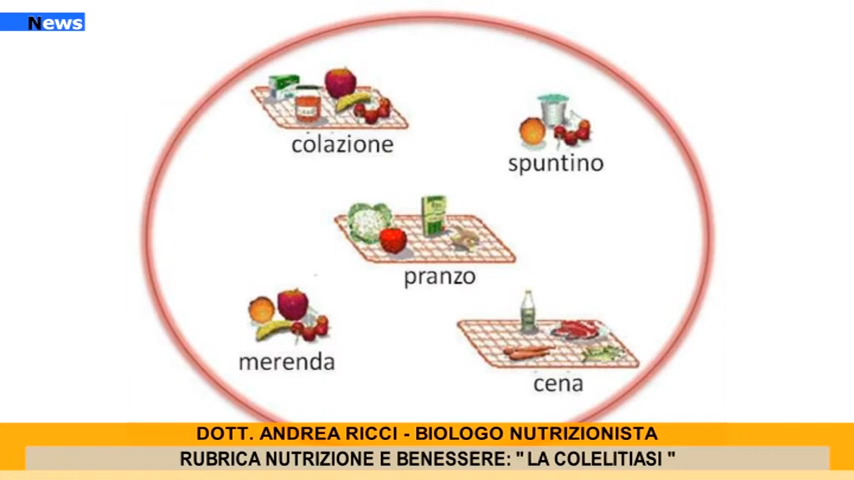 News
colazione
spuntino
pranzo
merenda
cena
DOTT. ANDREA RICCI - BIOLOGO NUTRIZIONISTA
RUBRICA NUTRIZIONE E BENESSERE: "LA COLELITIASI "